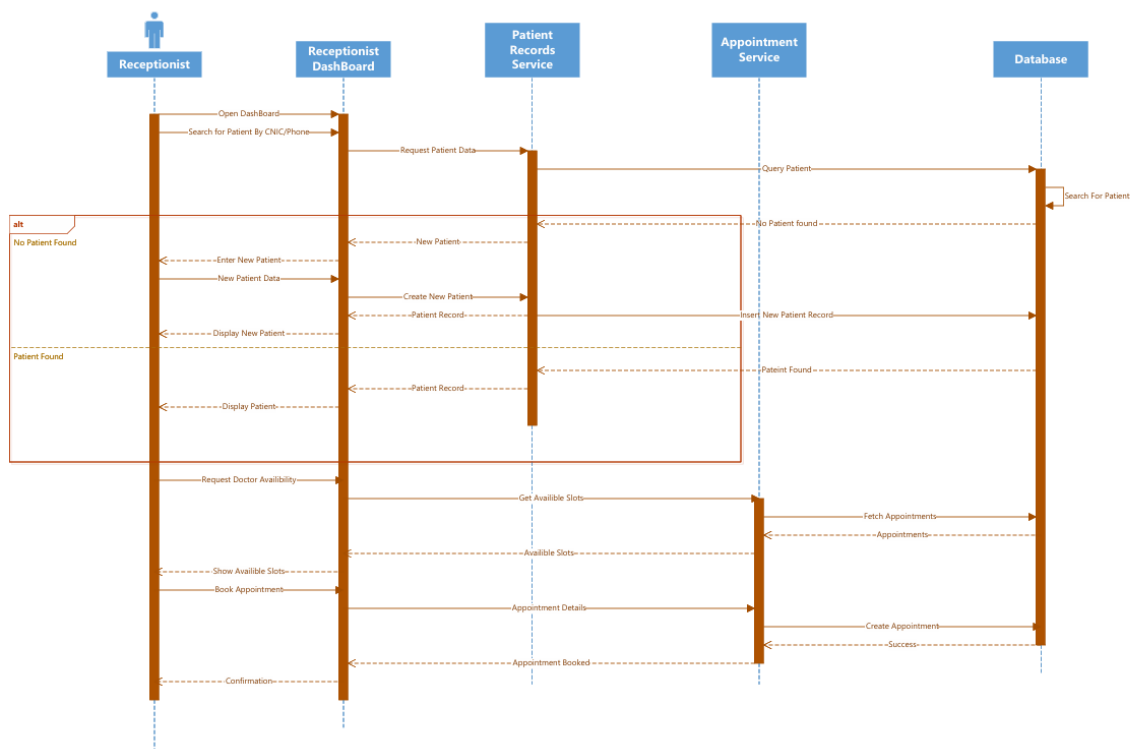 Receptionist
Receptionist
DashBoard
Patient
Records
Service
Appointment
Service
Database
Open DashBoard
Search for Patient By CNIC/Phone
Request Patient Data
Query Patient
Search For Patient
alt
No Patient found
No Patient Found
New Patient
Enter New Patient
New Patient Data
Create New Patient
Patient Record
Insert New Patient Record
Display New Patient
Patient Found
Pateint Found
Patient Record
Display Patient
Request Doctor Availibility
Get Availible Slots
Fetch Appointments
Appointments
Availible Slots
Show Availible Slots
Book Appointment
Appointment Details
Create Appointment
Success
Appointment Booked
Confirmation